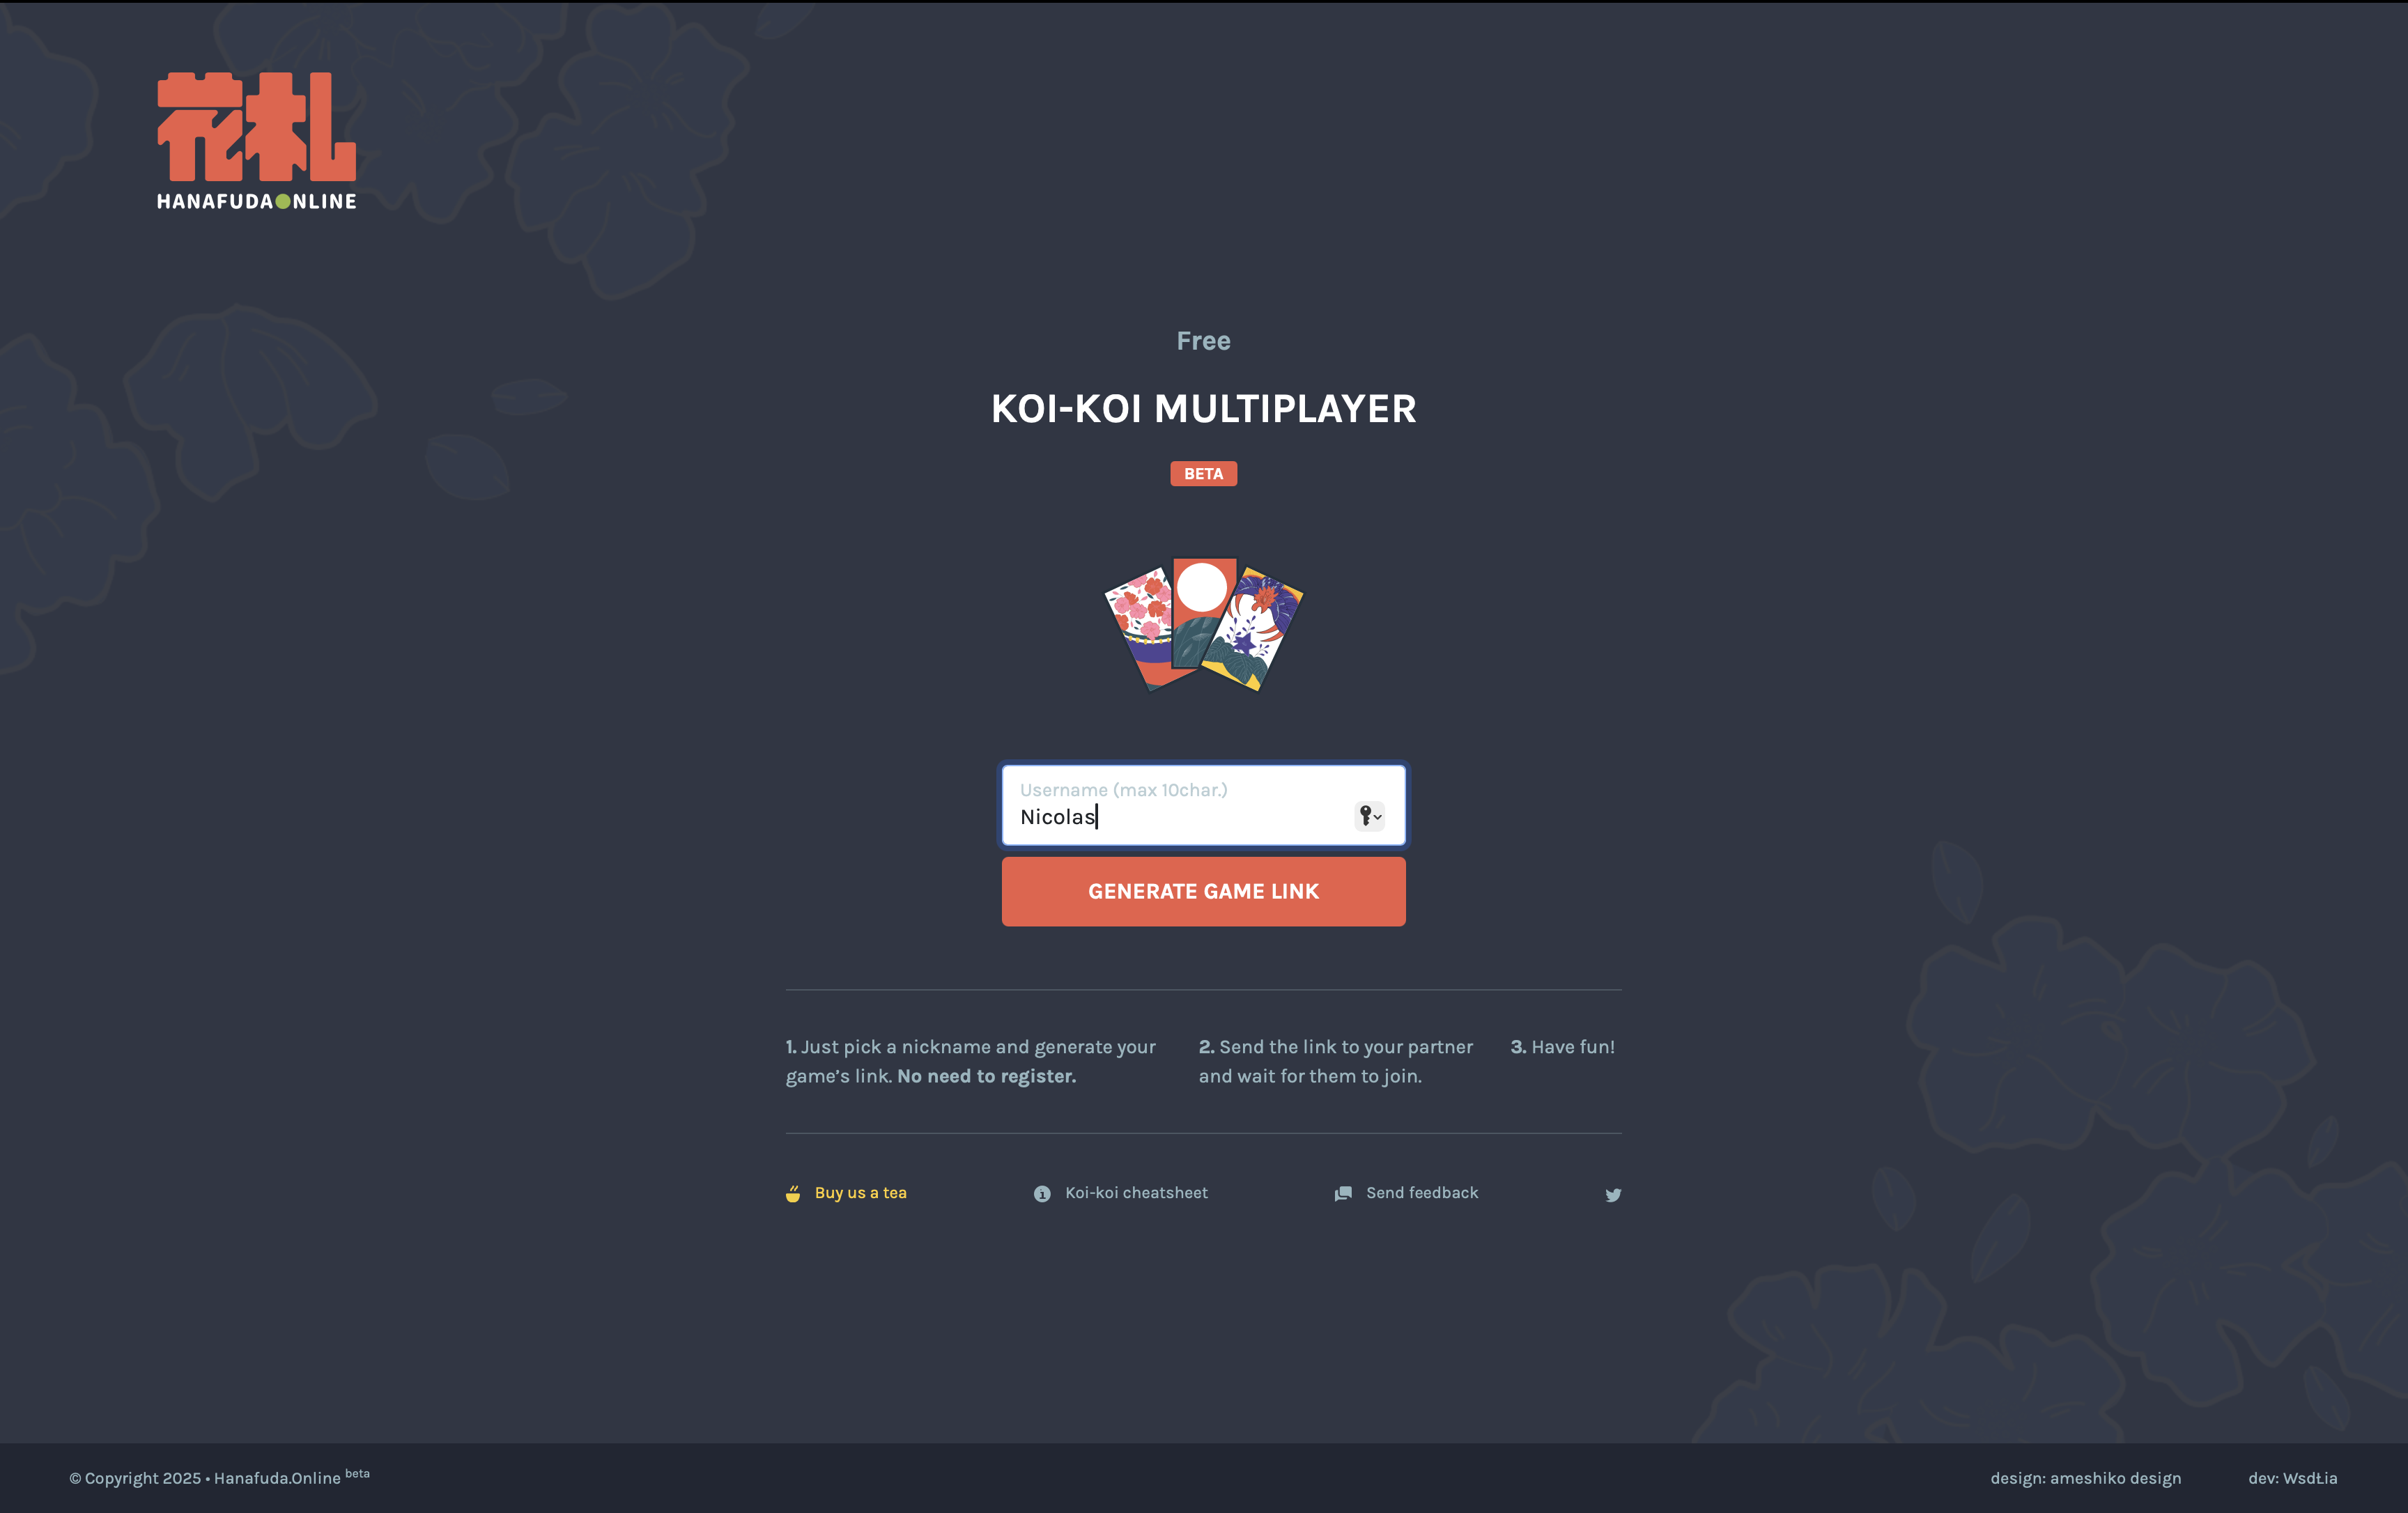 花札
HANAFUDA ONLINE
Free
KOI-KOI MULTIPLAYER
BETA
Username (max 10char.)
Nicolas
GENERATE GAME LINK
1. Just pick a nickname and generate your
game's link. No need to register.
2. Send the link to your partner
and wait for them to join.
3. Have fun!
Buy us a tea
Koi-koi cheatsheet
Send feedback
© Copyright 2025 • Hanafuda.Online beta
design: ameshiko design
dev: WsdŁia